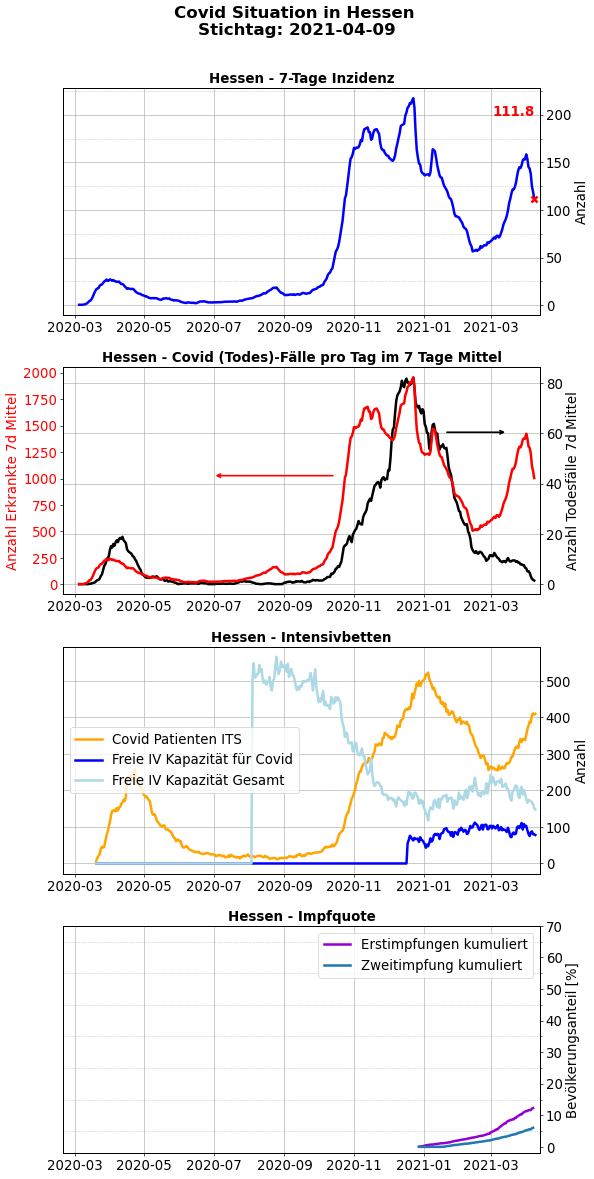 Covid Situation in Hessen
Stichtag: 2021-04-09
Hessen - 7-Tage Inzidenz
111.8
200
150
100
50
0
Anzahl
2020-03 2020-05 2020-07 2020-09 2020-11 2021-01 2021-03
Hessen - Covid (Todes)-Fälle pro Tag im 7 Tage Mittel
Anzahl Erkrankte 7d Mittel
2000
1750
1500
1250
1000
750
500
250
0
80
60
40
20
0
Anzahl Todesfälle 7d Mittel
2020-03 2020-05 2020-07 2020-09 2020-11 2021-01 2021-03
Hessen - Intensivbetten
Covid Patienten ITS
Freie IV Kapazität für Covid
Freie IV Kapazität Gesamt
500
400
300
200
100
0
Anzahl
2020-03 2020-05 2020-07 2020-09 2020-11 2021-01 2021-03
Hessen - Impfquote
Erstimpfungen kumuliert
Zweitimpfung kumuliert
70
60
50
40
30
20
10
0
Bevölkerungsanteil [%]
2020-03 2020-05 2020-07 2020-09 2020-11 2021-01 2021-03